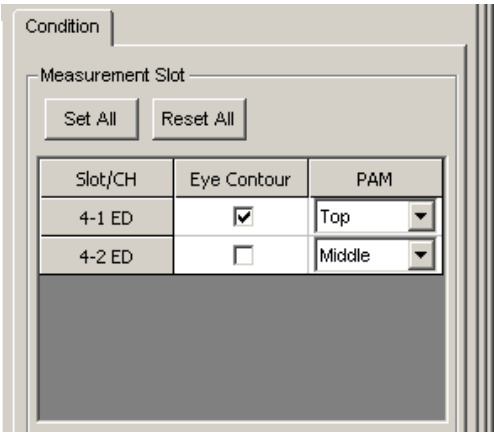 Condition
Measurement Slot
Set All Reset All
Slot/CH Eye Contour PAM
4-1 ED Top
4-2 ED Middle